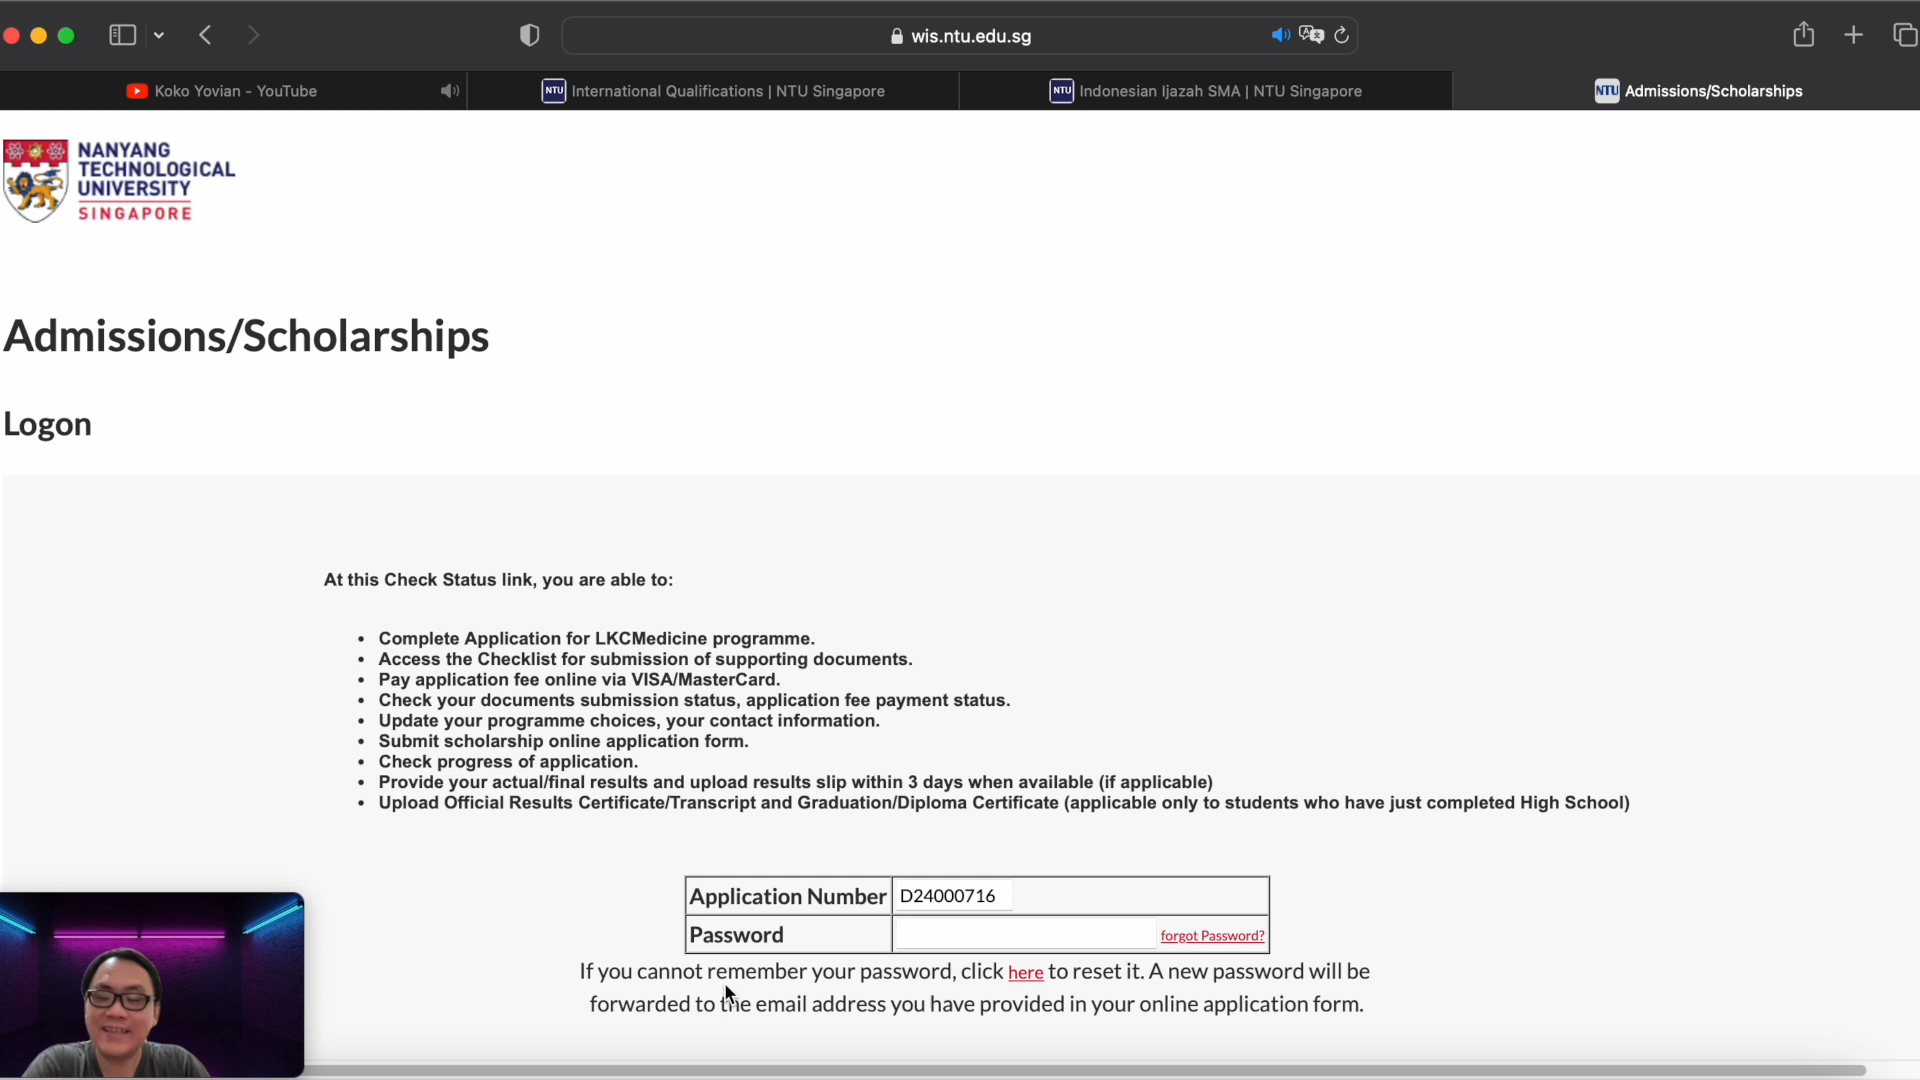 wis.ntu.edu.sg
Koko Yovian - YouTube
NTU International Qualifications | NTU Singapore
NTU Indonesian Ijazah SMA | NTU Singapore
NTU Admissions/Scholarships
NANYANG
TECHNOLOGICAL
UNIVERSITY
SINGAPORE
Admissions/Scholarships
Logon
At this Check Status link, you are able to:
• Complete Application for LKCMedicine programme.
• Access the Checklist for submission of supporting documents.
• Pay application fee online via VISA/MasterCard.
• Check your documents submission status, application fee payment status.
• Update your programme choices, your contact information.
• Submit scholarship online application form.
• Check progress of application.
• Provide your actual/final results and upload results slip within 3 days when available (if applicable)
• Upload Official Results Certificate/Transcript and Graduation/Diploma Certificate (applicable only to students who have just completed High School)
Application Number D24000716
Password forgot Password?
If you cannot remember your password, click here to reset it. A new password will be
forwarded to the email address you have provided in your online application form.